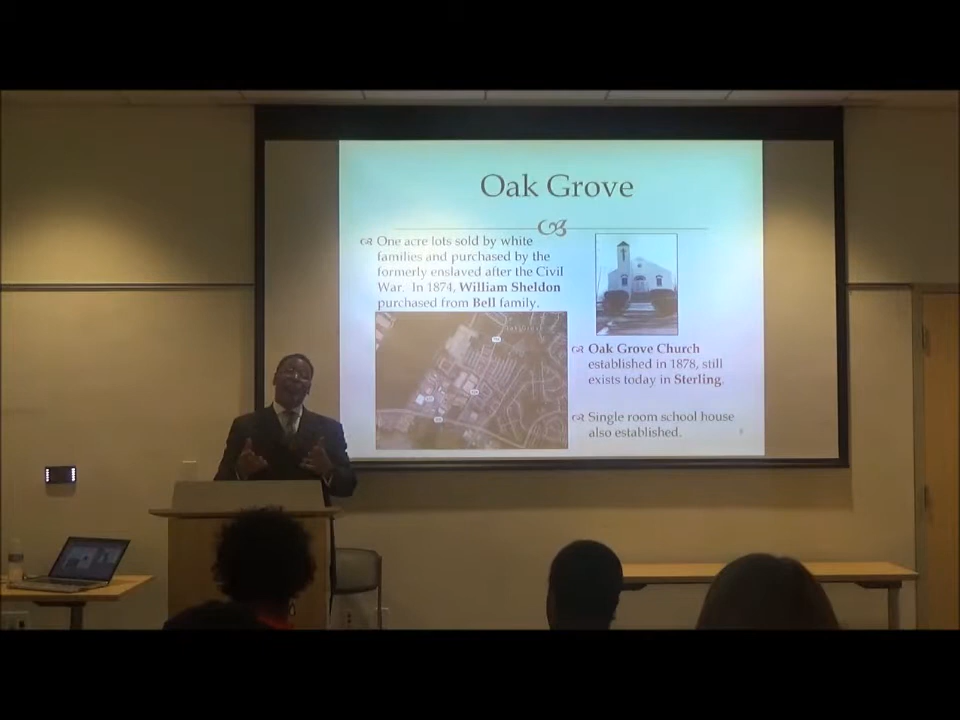 Oak Grove
One acre lots sold by white
families and purchased by the
formerly enslaved after the Civil
War. In 1874, William Sheldon
purchased from Bell family.
Oak Grove Church
established in 1878, still
exists today in Sterling.
Single room school house
also established.